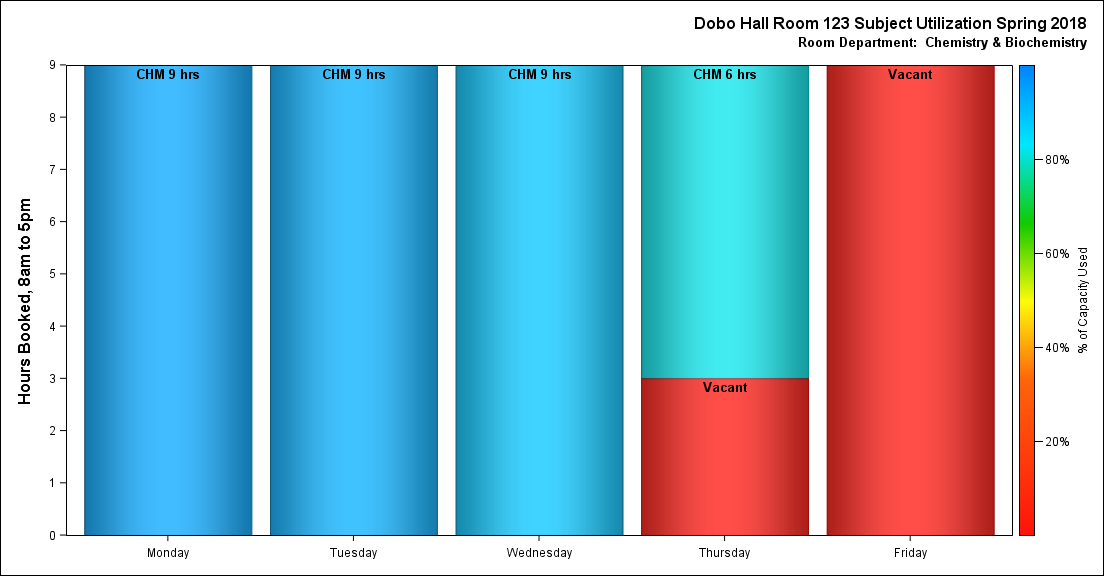 Dobo Hall Room 123 Subject Utilization Spring 2018
Room Department:  Chemistry & Biochemistry
Hours Booked, 8am to 5pm
9
8
7
6
5
4
3
2
1
0
CHM 9 hrs
CHM 9 hrs
CHM 9 hrs
CHM 6 hrs
Vacant
Vacant
Monday
Tuesday
Wednesday
Thursday
Friday
80%
60%
40%
20%
% of Capacity Used